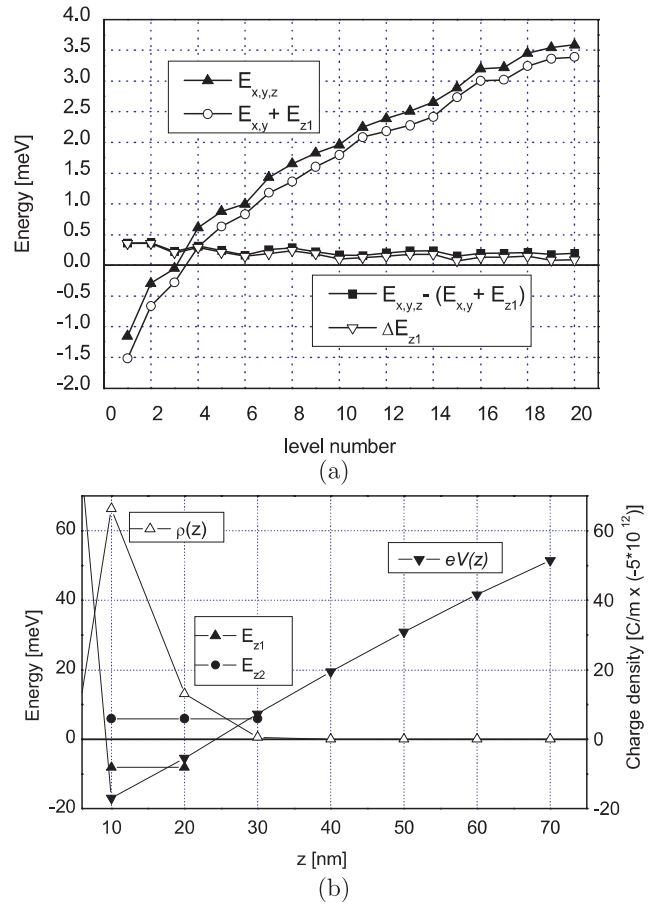 4.0
3.5
3.0
2.5
2.0
1.5
1.0
0.5
0.0
-0.5
-1.0
-1.5
-2.0
Energy [meV]
E_{x,y,z}
E_{x,y} + E_{z1}
E_{x,y,z} - (E_{x,y} + E_{z1})
ΔE_{z1}
0 2 4 6 8 10 12 14 16 18 20
level number
(a)
60
40
20
0
-20
Energy [meV]
ρ(z)
eV(z)
E_{z1}
E_{z2}
60
40
20
0
-20
Charge density [C/m x (-5*10^{12})]
10 20 30 40 50 60 70
z [nm]
(b)